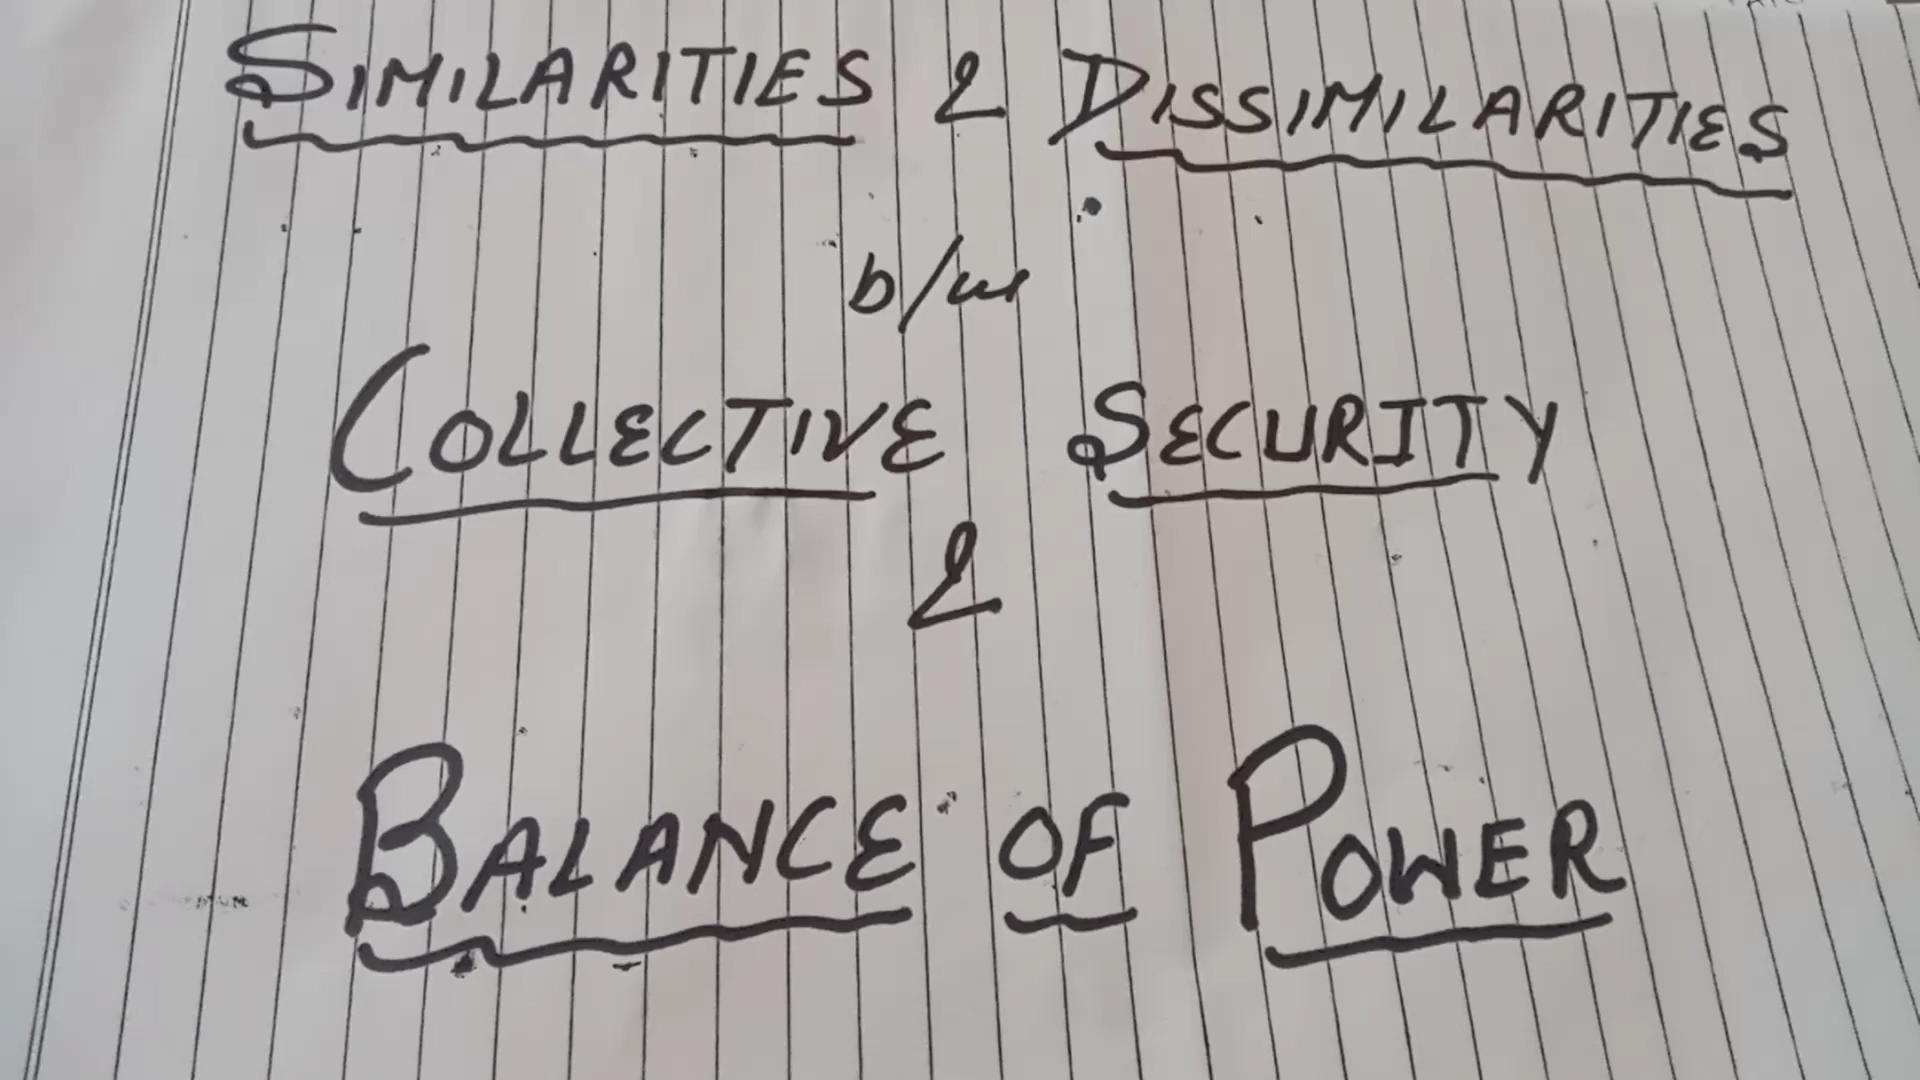 SIMILARITIES & DISSIMILARITIES
b/w
COLLECTIVE SECURITY
&
BALANCE OF POWER